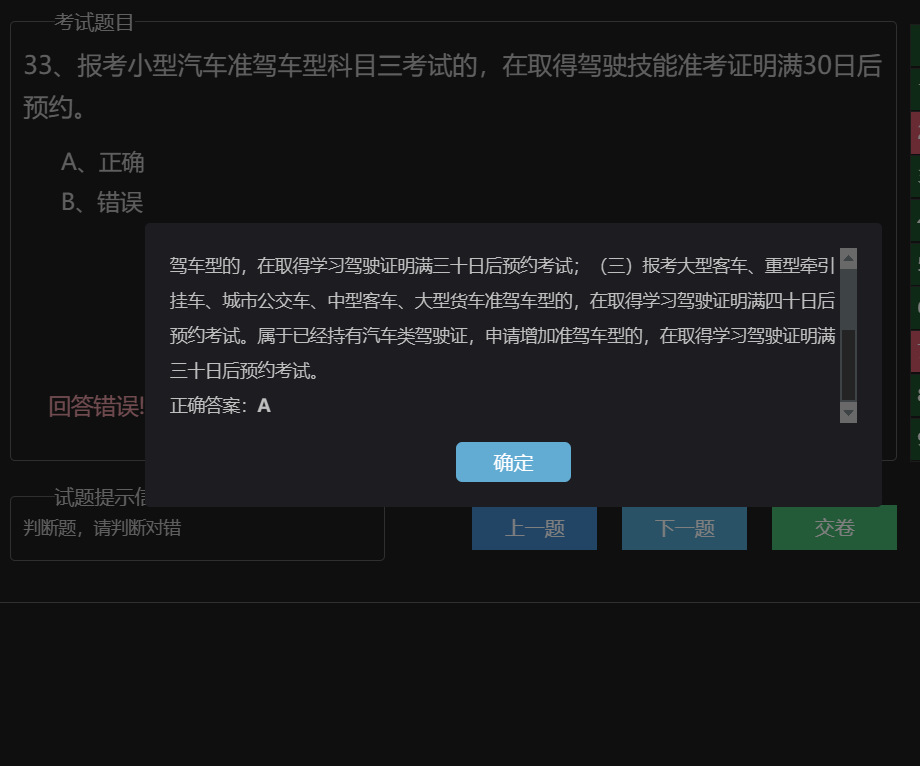 考试题目
33、报考小型汽车准驾车型科目三考试的，在取得驾驶技能准考证明满30日后
预约。
A、正确
B、错误
驾车型的，在取得学习驾驶证明满三十日后预约考试；（三）报考大型客车、重型牵引
挂车、城市公交车、中型客车、大型货车准驾车型的，在取得学习驾驶证明满四十日后
预约考试。属于已经持有汽车类驾驶证，申请增加准驾车型的，在取得学习驾驶证明满
三十日后预约考试。
正确答案：A
回答错误!
确定
试题提示信
判断题，请判断对错
上一题
下一题
交卷